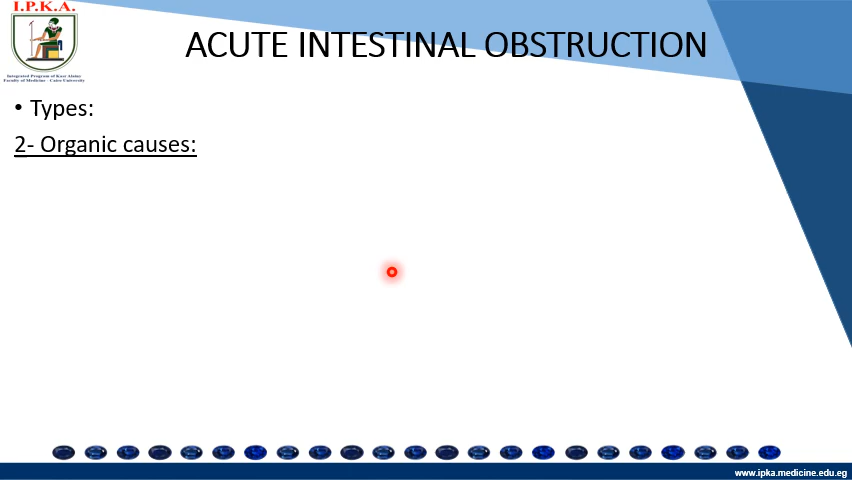 I.P.K.A.
Integrated Program of Kasr Alainy
Faculty of Medicine - Cairo University
ACUTE INTESTINAL OBSTRUCTION
• Types:
2- Organic causes:
www.ipka.medicine.edu.eg